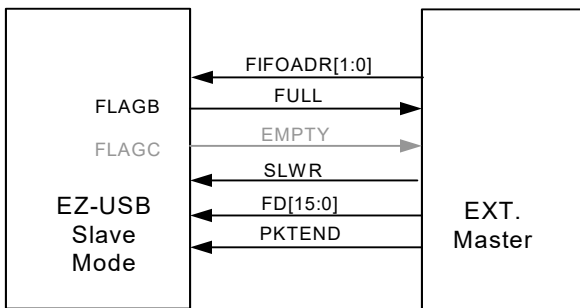 FIFOADR[1:0]
FLAGB
FULL
FLAGC
EMPTY
SLWR
EZ-USB
Slave
Mode
FD[15:0]
PKTEND
EXT.
Master